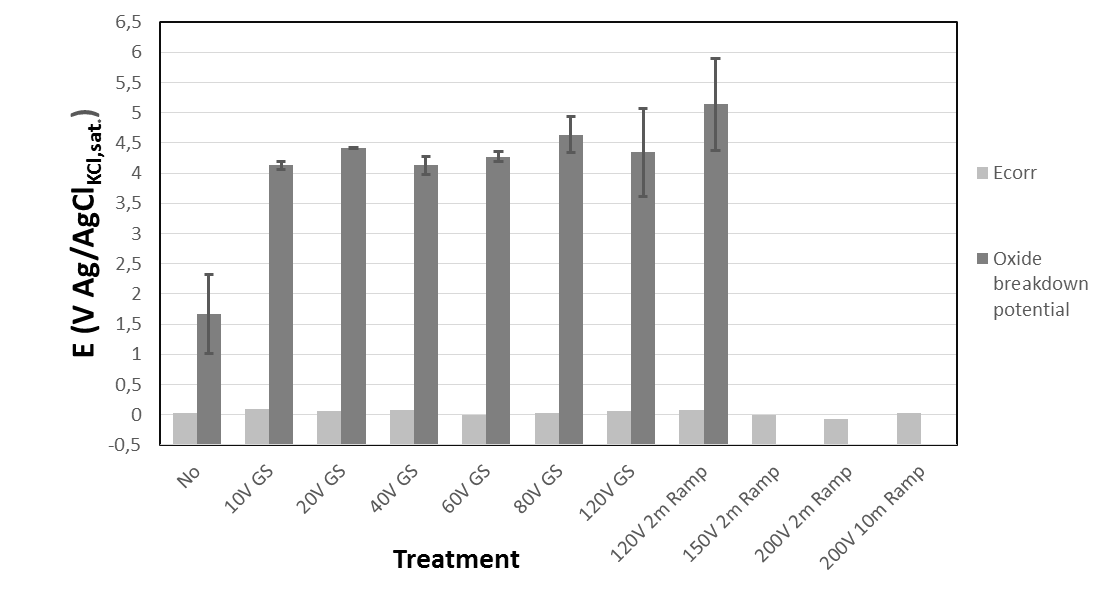 6,5
6
5,5
5
4,5
4
3,5
3
2,5
2
1,5
1
0,5
0
-0,5
E (V Ag/AgClKCl,sat.)
No
10V GS
20V GS
40V GS
60V GS
80V GS
120V GS
120V 2m Ramp
150V 2m Ramp
200V 2m Ramp
200V 10m Ramp
Treatment
Ecorr
Oxide
breakdown
potential